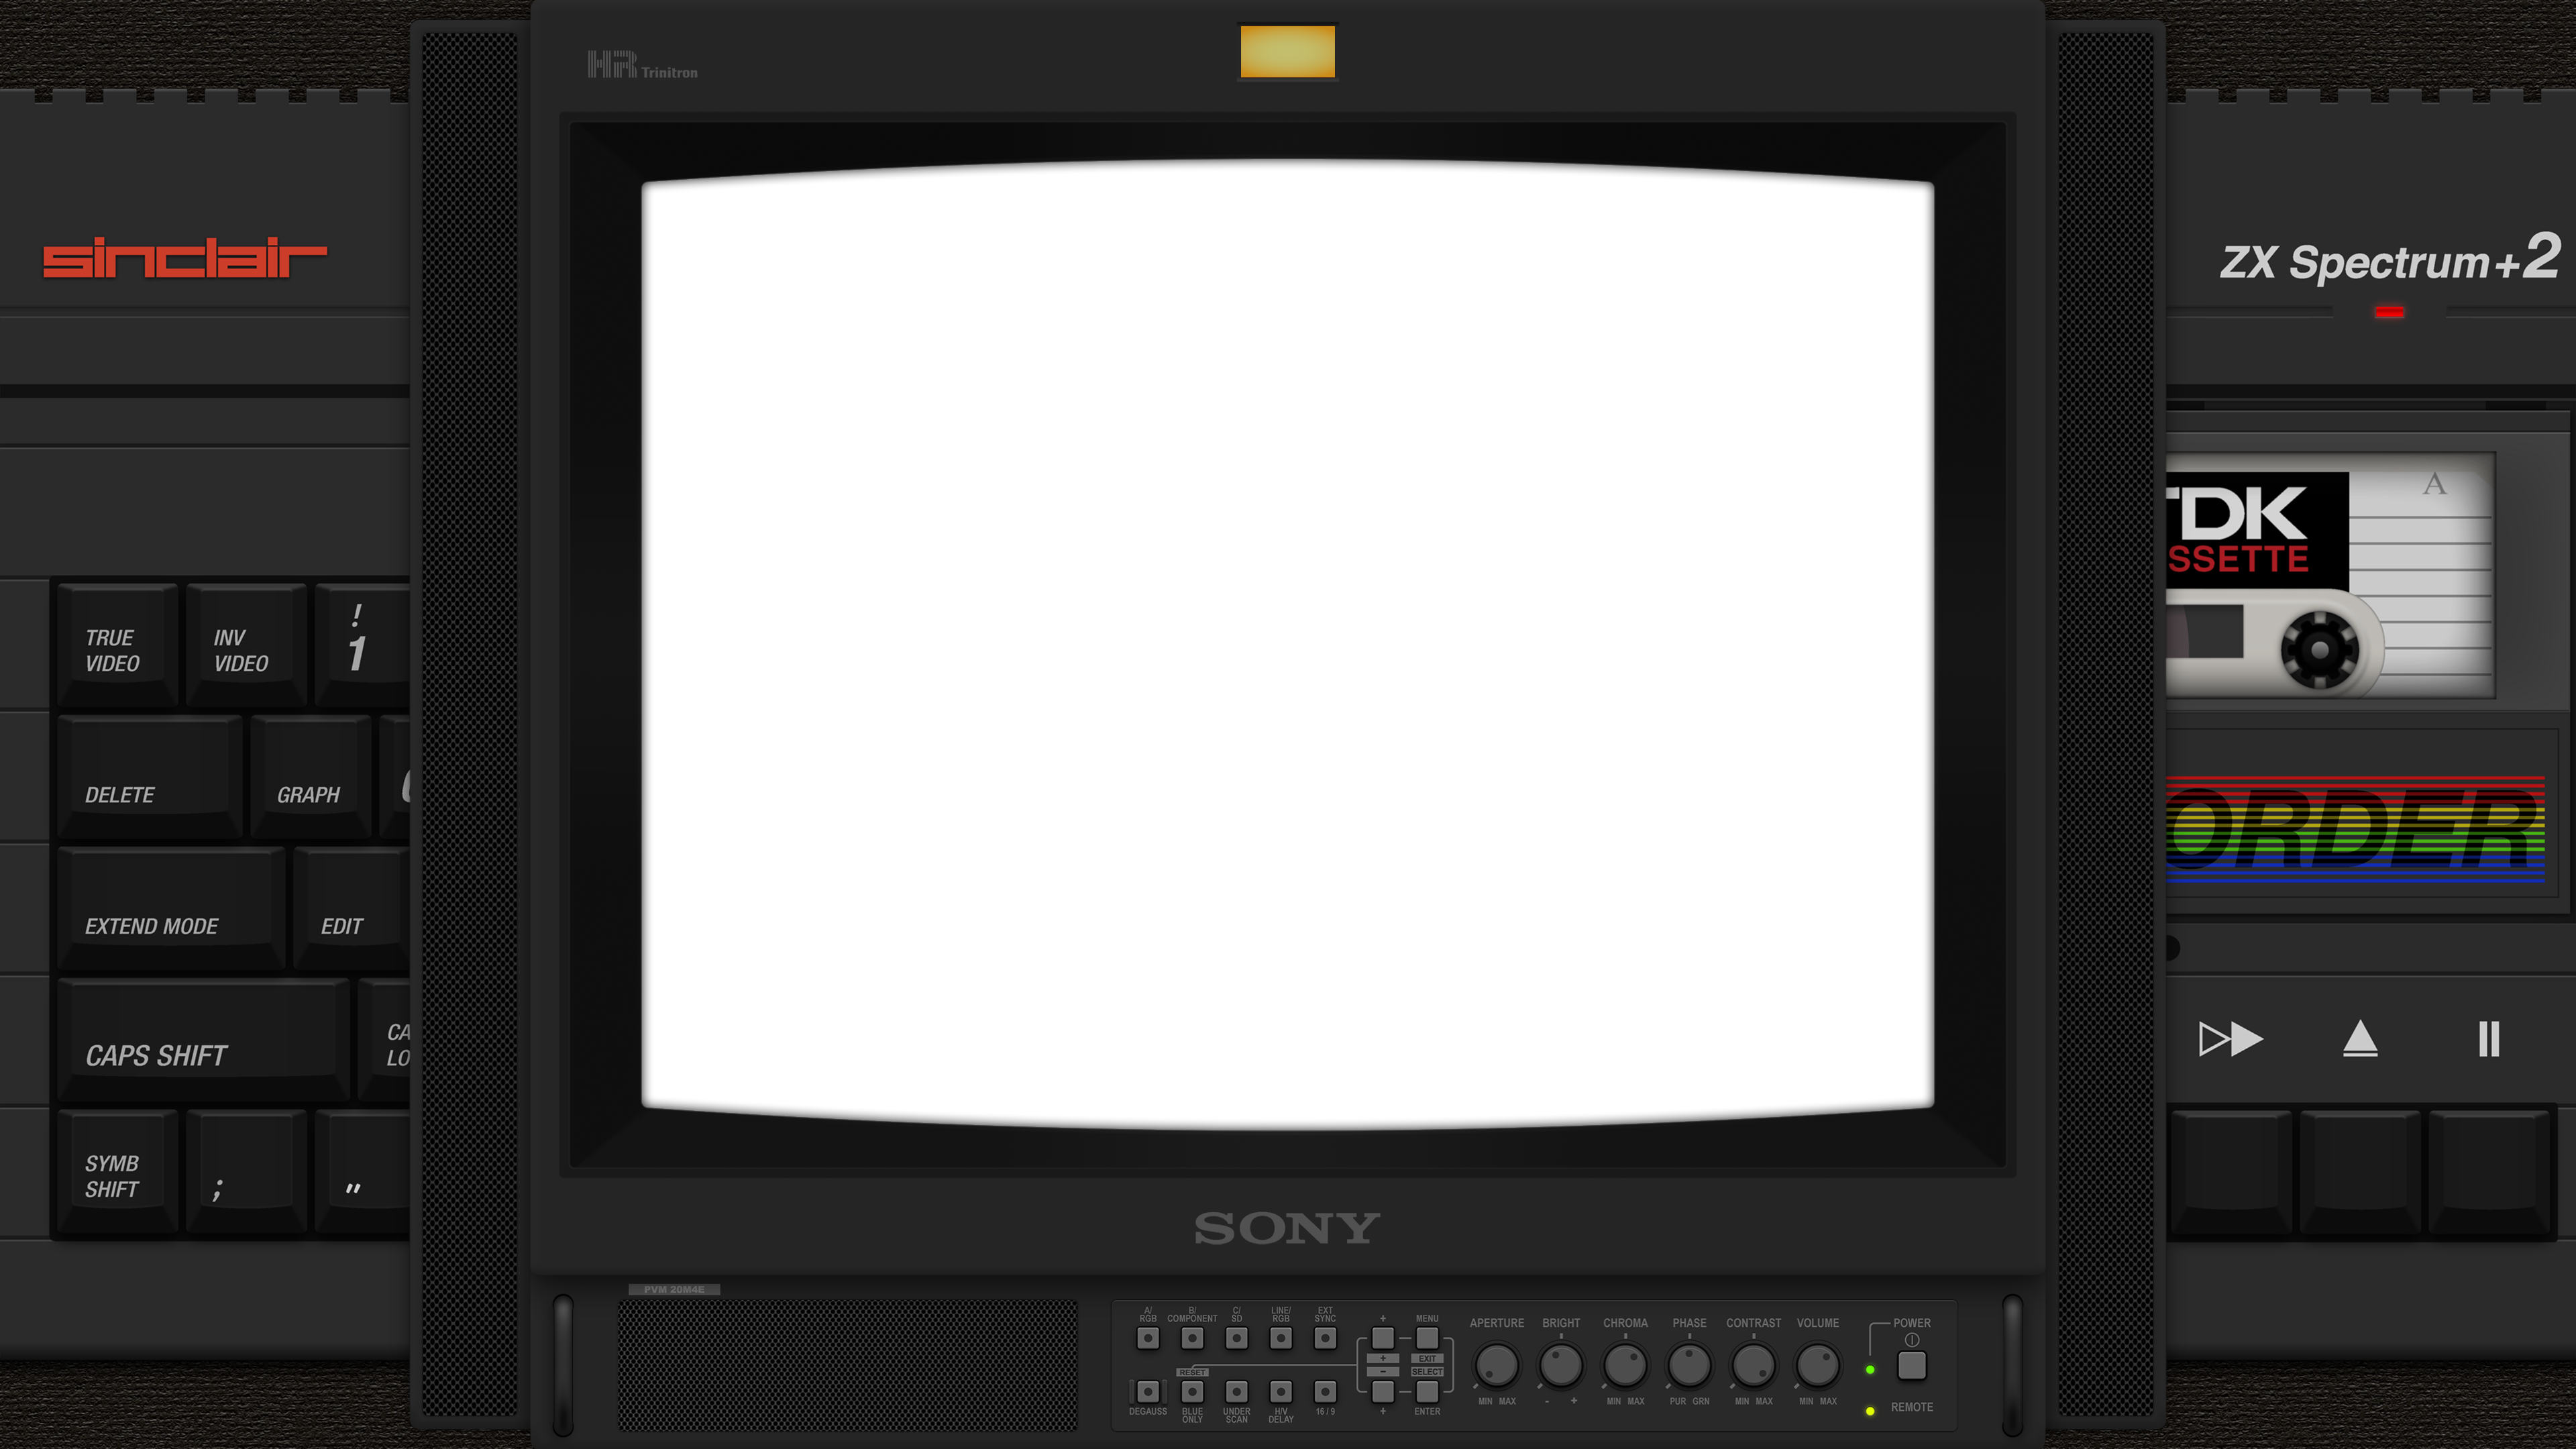 HR Trinitron
sinclair
ZX Spectrum +2
A
TDK
SSETTE
TRUE
VIDEO
INV
VIDEO
!
1
DELETE
GRAPH
ORDER
EXTEND MODE
EDIT
CAPS SHIFT
CA
LO
SYMB
SHIFT
;
"
SONY
PVM 20M4E
A/
RGB
B/
COMPONENT
C/
SD
LINE/
RGB
EXT
SYNC
+
MENU
APERTURE
BRIGHT
CHROMA
PHASE
CONTRAST
VOLUME
POWER
+
EXIT
RESET
-
SELECT
DEGAUSS
BLUE
ONLY
UNDER
SCAN
H/V
DELAY
16 / 9
+
ENTER
MIN MAX
- +
MIN MAX
PUR GRN
MIN MAX
MIN MAX
REMOTE